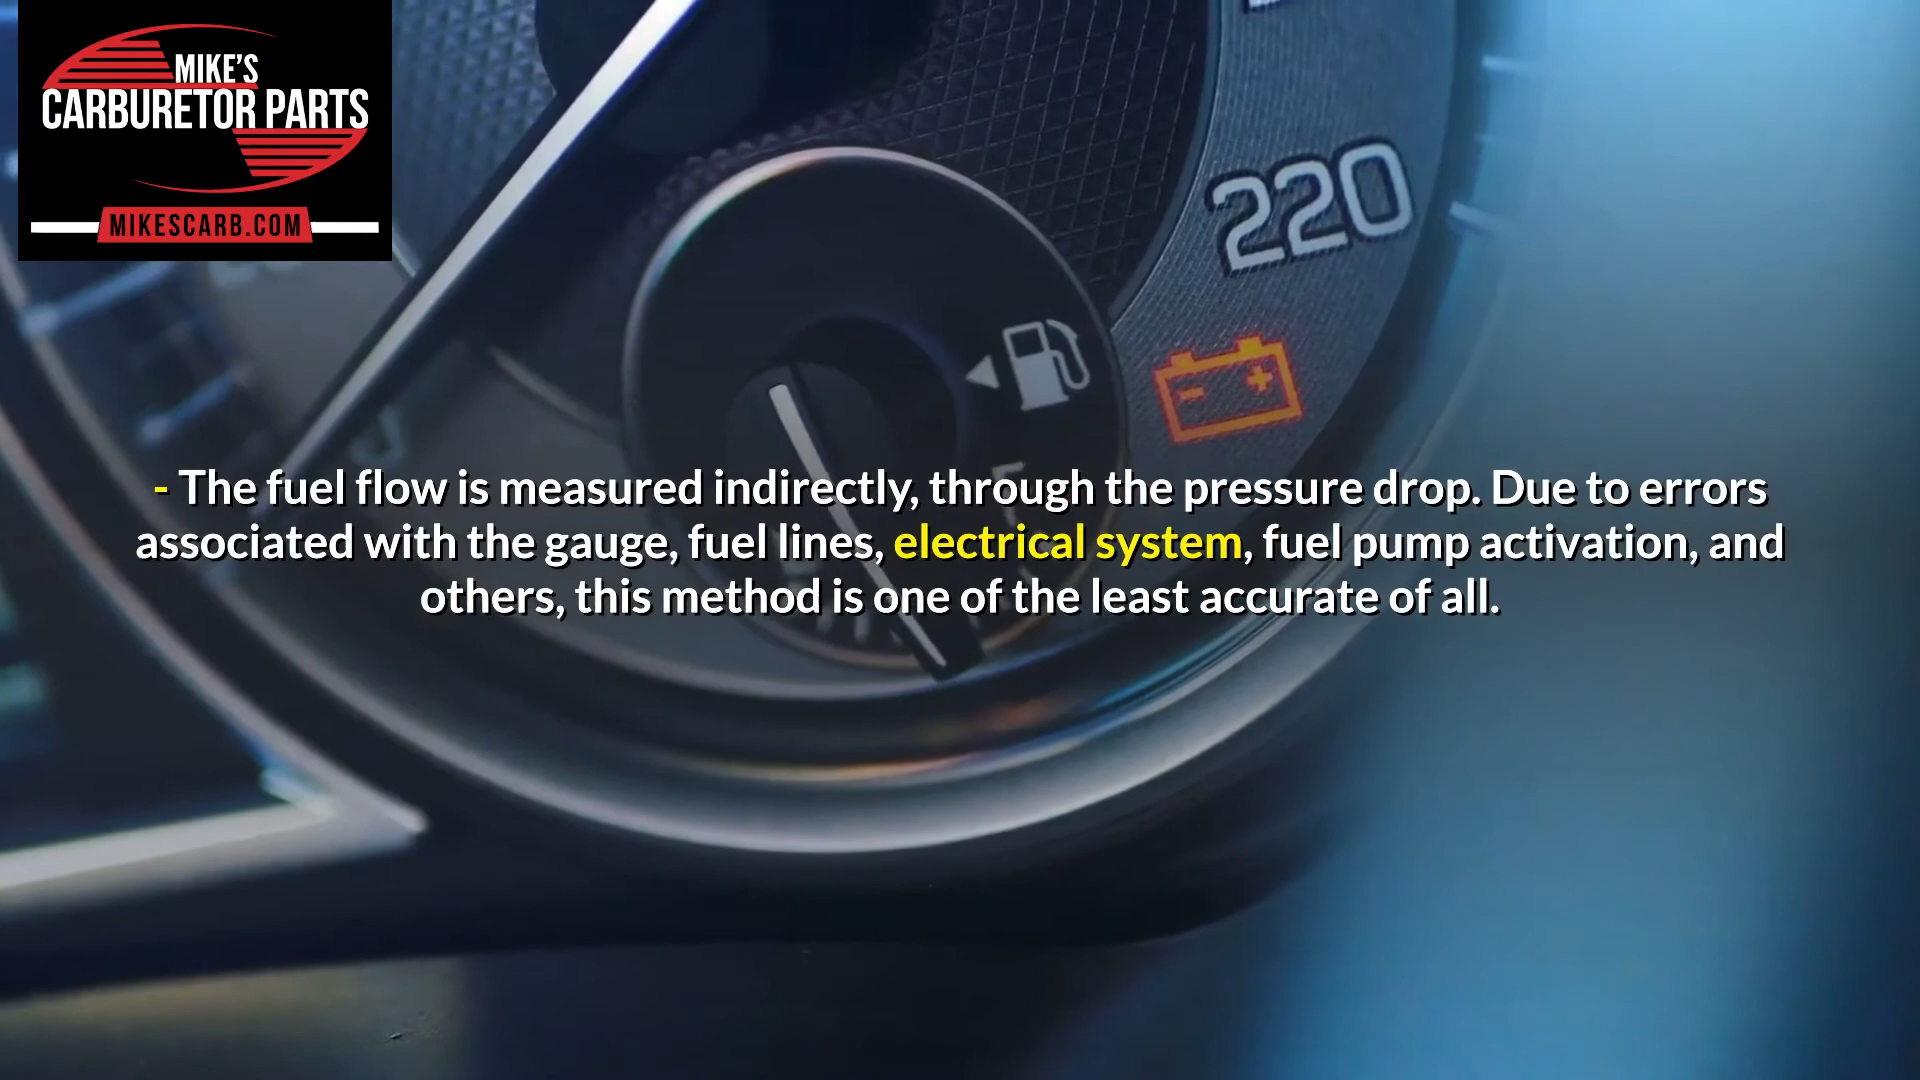 MIKE'S
CARBURETOR PARTS
MIKESCARB.COM
220
- The fuel flow is measured indirectly, through the pressure drop. Due to errors
associated with the gauge, fuel lines, electrical system, fuel pump activation, and
others, this method is one of the least accurate of all.